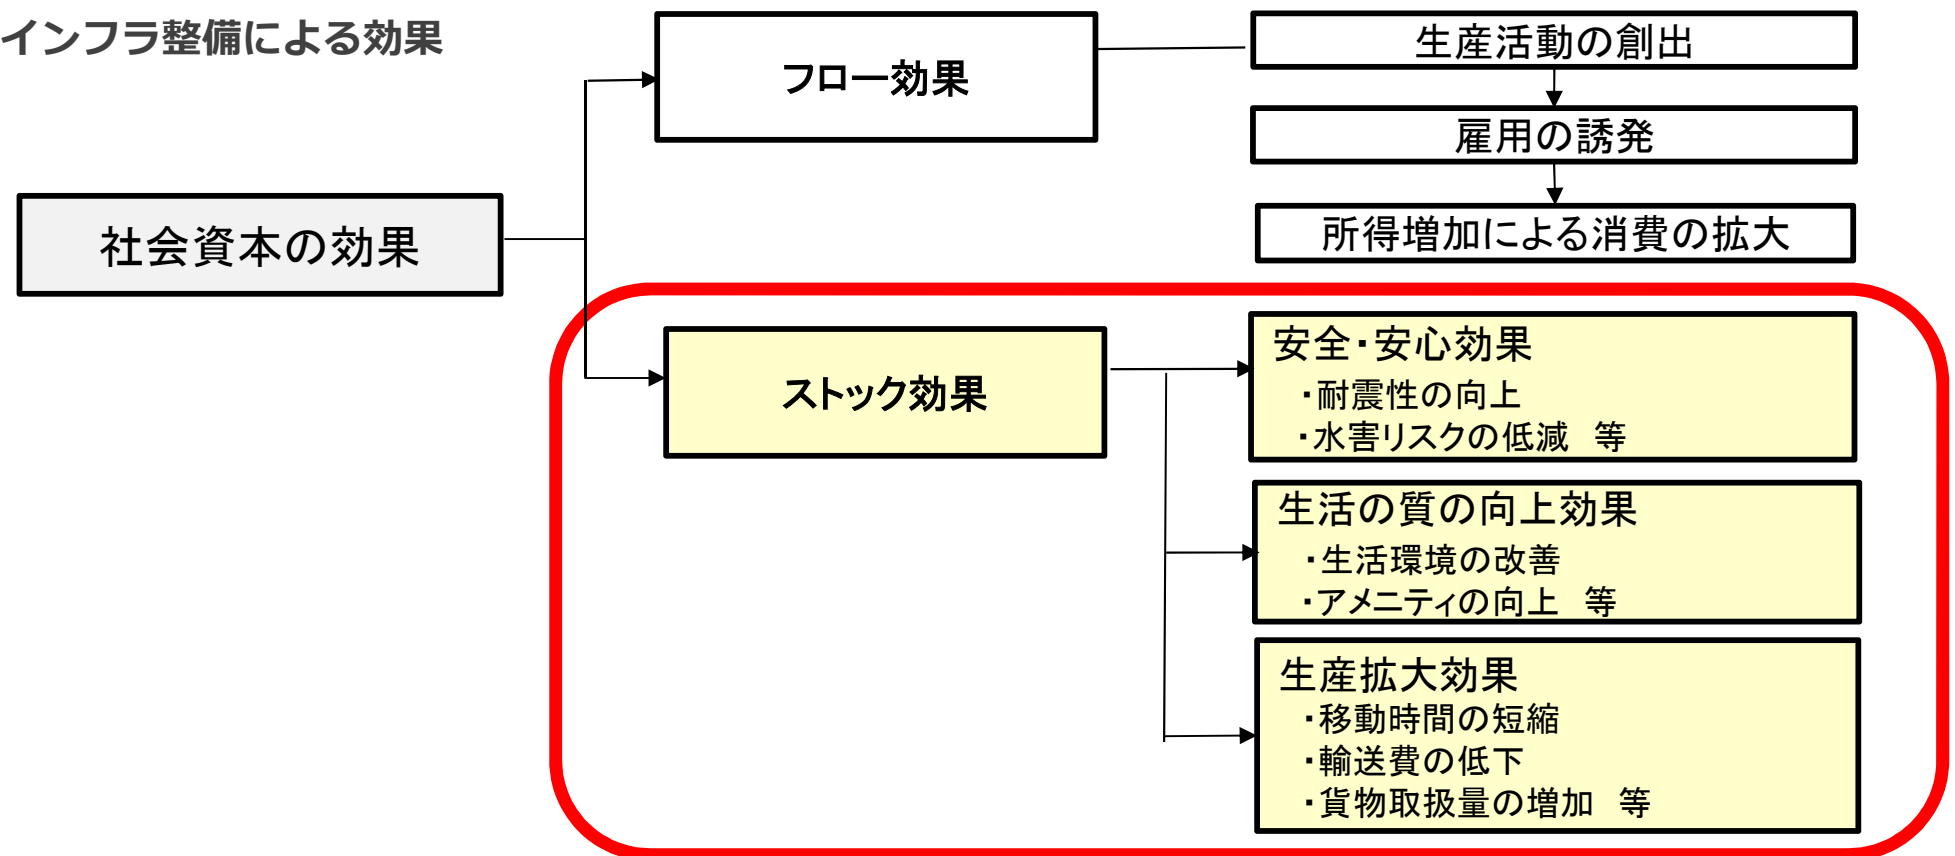 インフラ整備による効果
社会資本の効果
フロー効果
生産活動の創出
雇用の誘発
所得増加による消費の拡大
ストック効果
安全・安心効果
・耐震性の向上
・水害リスクの低減　等
生活の質の向上効果
・生活環境の改善
・アメニティの向上　等
生産拡大効果
・移動時間の短縮
・輸送費の低下
・貨物取扱量の増加　等